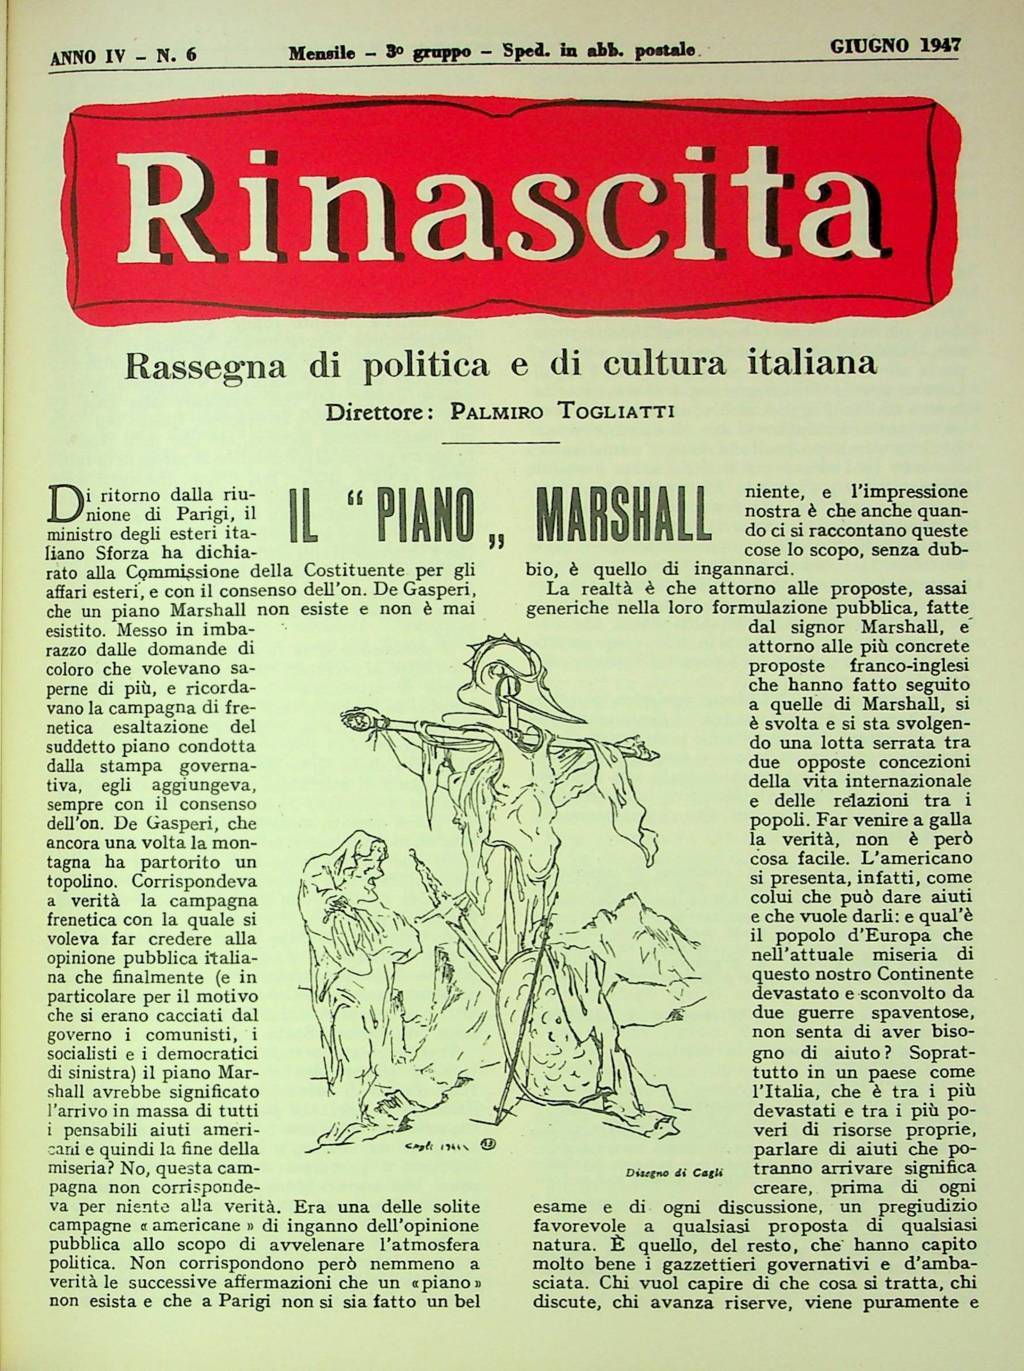 ANNO IV – N. 6
Mensile – 3º gruppo – Sped. in abb. postale.
GIUGNO 1947
Rinascita
Rassegna di politica e di cultura italiana
Direttore: PALMIRO TOGLIATTI
IL “PIANO„ MARSHALL
Di ritorno dalla riu-
nione di Parigi, il
ministro degli esteri ita-
liano Sforza ha dichia-
rato alla Commissione della Costituente per gli
affari esteri, e con il consenso dell'on. De Gasperi,
che un piano Marshall non esiste e non è mai
esistito. Messo in imba-
razzo dalle domande di
coloro che volevano sa-
perne di più, e ricorda-
vano la campagna di fre-
netica esaltazione del
suddetto piano condotta
dalla stampa governa-
tiva, egli aggiungeva,
sempre con il consenso
dell'on. De Gasperi, che
ancora una volta la mon-
tagna ha partorito un
topolino. Corrispondeva
a verità la campagna
frenetica con la quale si
voleva far credere alla
opinione pubblica italia-
na che finalmente (e in
particolare per il motivo
che si erano cacciati dal
governo i comunisti, i
socialisti e i democratici
di sinistra) il piano Mar-
shall avrebbe significato
l'arrivo in massa di tutti
i pensabili aiuti ameri-
cani e quindi la fine della
miseria? No, questa cam-
pagna non corrisponde-
va per niente alla verità. Era una delle solite
campagne « americane » di inganno dell'opinione
pubblica allo scopo di avvelenare l'atmosfera
politica. Non corrispondono però nemmeno a
verità le successive affermazioni che un «piano»
non esista e che a Parigi non si sia fatto un bel
niente, e l'impressione
nostra è che anche quan-
do ci si raccontano queste
cose lo scopo, senza dub-
bio, è quello di ingannarci.
La realtà è che attorno alle proposte, assai
generiche nella loro formulazione pubblica, fatte
dal signor Marshall, e
attorno alle più concrete
proposte franco-inglesi
che hanno fatto seguito
a quelle di Marshall, si
è svolta e si sta svolgen-
do una lotta serrata tra
due opposte concezioni
della vita internazionale
e delle relazioni tra i
popoli. Far venire a galla
la verità, non è però
cosa facile. L'americano
si presenta, infatti, come
colui che può dare aiuti
e che vuole darli: e qual'è
il popolo d'Europa che
nell'attuale miseria di
questo nostro Continente
devastato e sconvolto da
due guerre spaventose,
non senta di aver biso-
gno di aiuto? Soprat-
tutto in un paese come
l'Italia, che è tra i più
devastati e tra i più po-
veri di risorse proprie,
parlare di aiuti che po-
tranno arrivare significa
creare, prima di ogni
esame e di ogni discussione, un pregiudizio
favorevole a qualsiasi proposta di qualsiasi
natura. È quello, del resto, che hanno capito
molto bene i gazzettieri governativi e d'amba-
sciata. Chi vuol capire di che cosa si tratta, chi
discute, chi avanza riserve, viene puramente e
Cagli
Disegno di Cagli